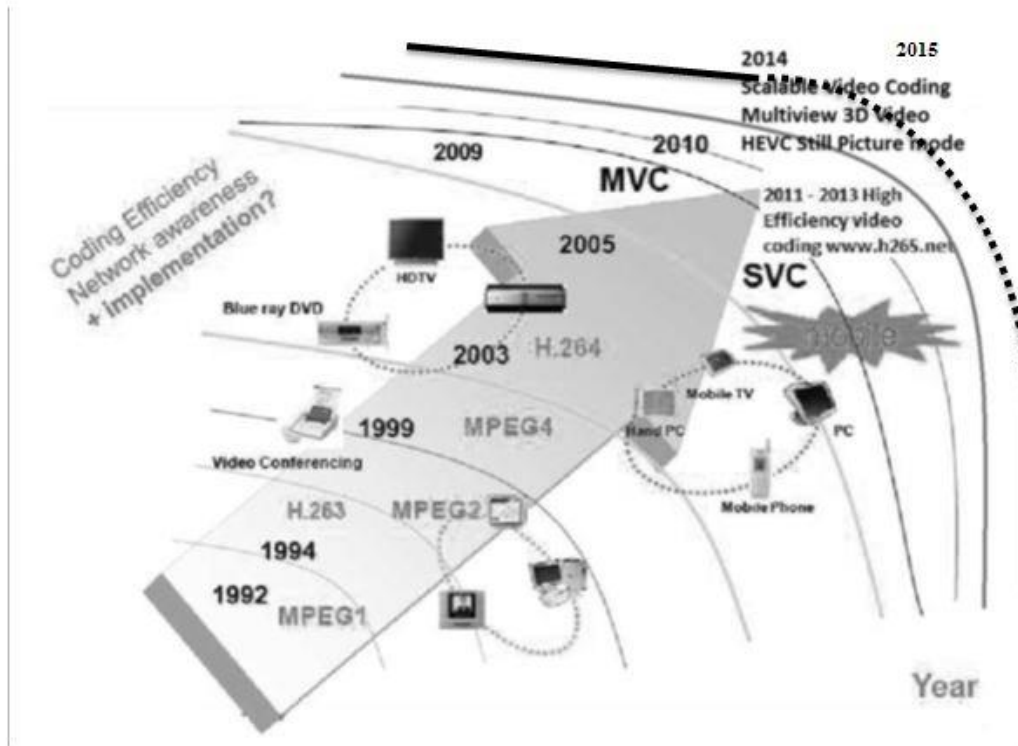 2015
2014
Scalable Video Coding
Multiview 3D Video
HEVC Still Picture mode
2010
2009
MVC
2011 - 2013 High
Efficiency video
coding www.h265.net
SVC
Coding Efficiency
Network awareness
+ Implementation?
2005
HDTV
Blue ray DVD
2003
H.264
mobile
Mobile TV
Hand PC
PC
1999
MPEG4
Video Conferencing
Mobile Phone
H.263
MPEG2
1994
1992
MPEG1
Year